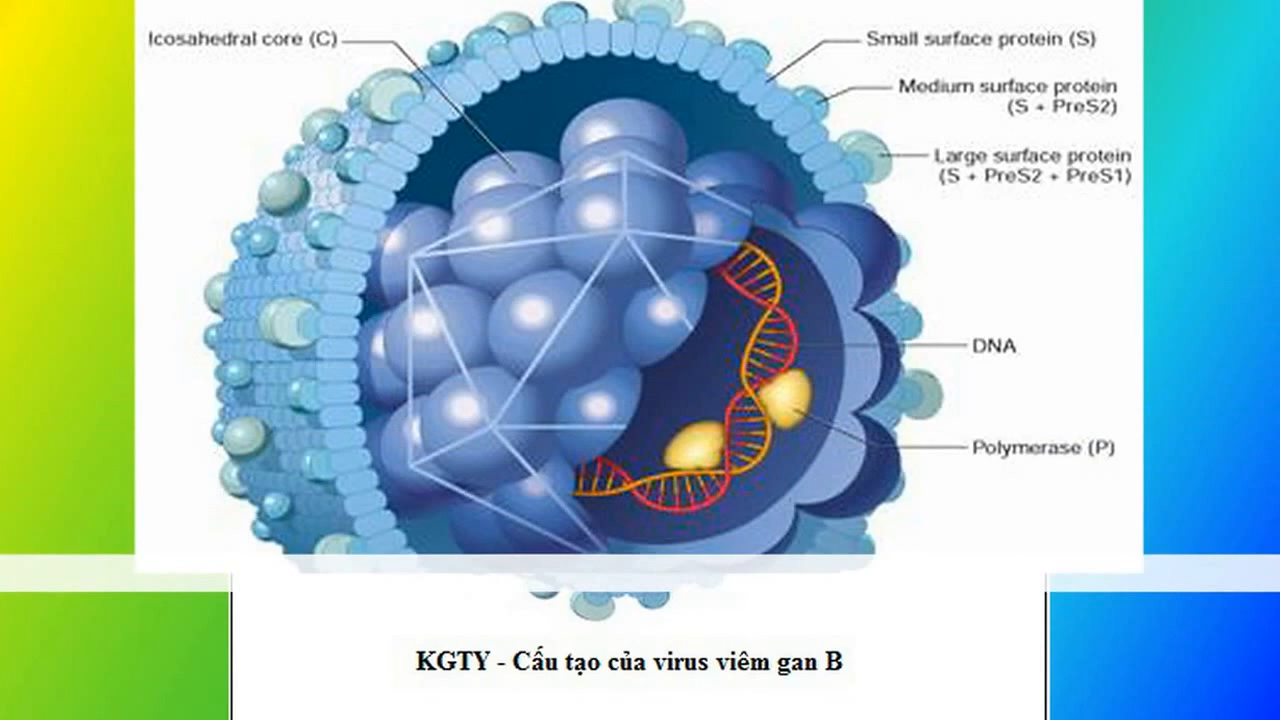 Icosahedral core (C)
Small surface protein (S)
Medium surface protein
(S + PreS2)
Large surface protein
(S + PreS2 + PreS1)
DNA
Polymerase (P)
KGTY - Cấu tạo của virus viêm gan B